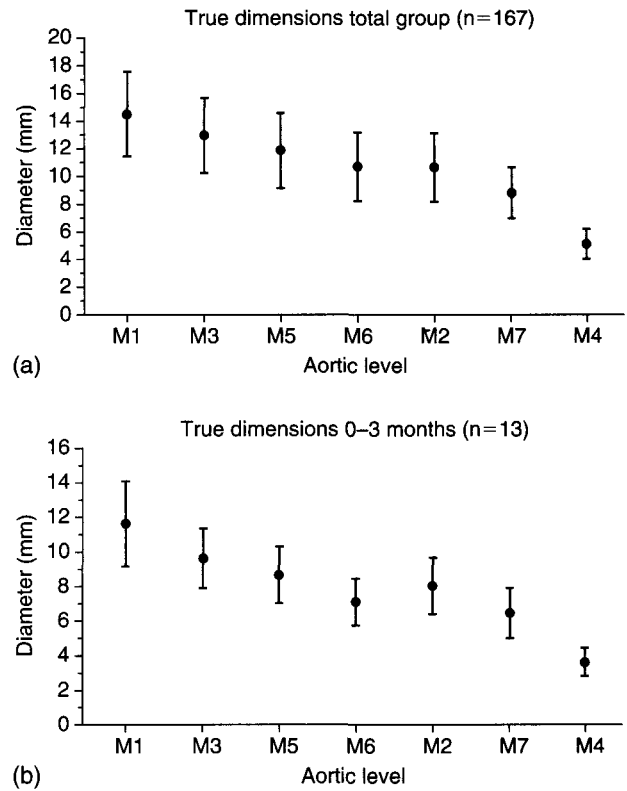 True dimensions total group (n=167)
20
18
16
14
12
10
8
6
4
2
0
Diameter (mm)
M1 M3 M5 M6 M2 M7 M4
Aortic level
(a)
True dimensions 0–3 months (n=13)
16
14
12
10
8
6
4
2
0
Diameter (mm)
M1 M3 M5 M6 M2 M7 M4
Aortic level
(b)